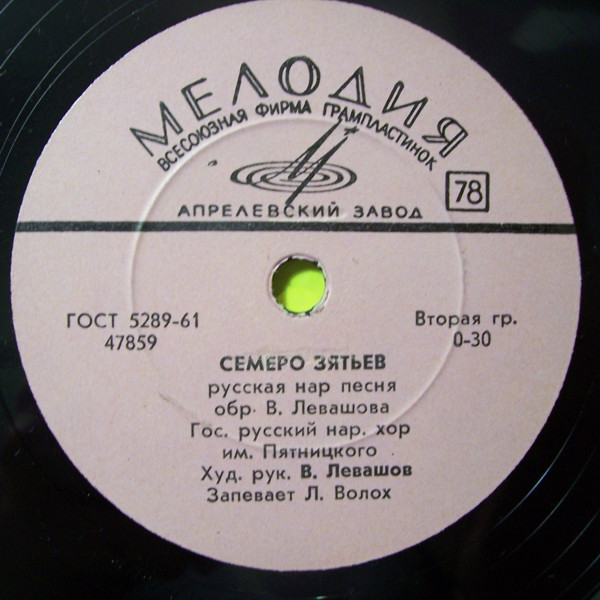 МЕЛОДИЯ
ВСЕСОЮЗНАЯ ФИРМА ГРАМПЛАСТИНОК
78
АПРЕЛЕВСКИЙ ЗАВОД
ГОСТ 5289-61
47859
Вторая гр.
0-30
СЕМЕРО ЗЯТЬЕВ
русская нар песня
обр. В. Левашова
Гос. русский нар. хор
им. Пятницкого
Худ. рук. В. Левашов
Запевает Л. Волох